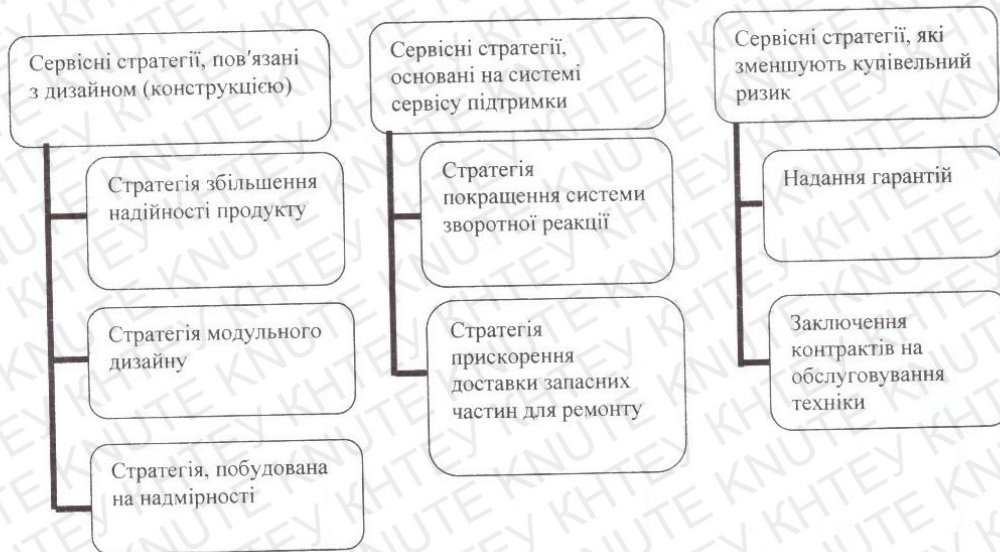 Сервісні стратегії, пов'язані
з дизайном (конструкцією)
Стратегія збільшення
надійності продукту
Стратегія модульного
дизайну
Стратегія, побудована
на надмірності
Сервісні стратегії,
основані на системі
сервісу підтримки
Стратегія
покращення системи
зворотної реакції
Стратегія
прискорення
доставки запасних
частин для ремонту
Сервісні стратегії, які
зменшують купівельний
ризик
Надання гарантій
Заключення
контрактів на
обслуговування
техніки
KNUTE КНТЕУ